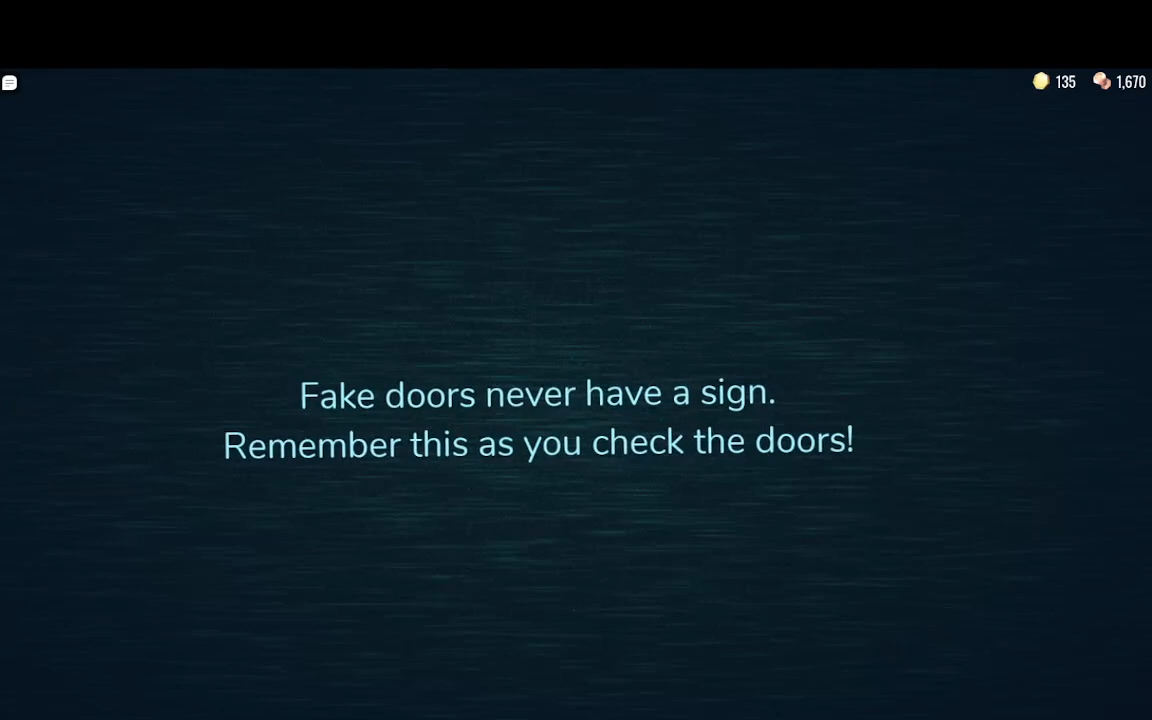 135 1,670
Fake doors never have a sign.
Remember this as you check the doors!